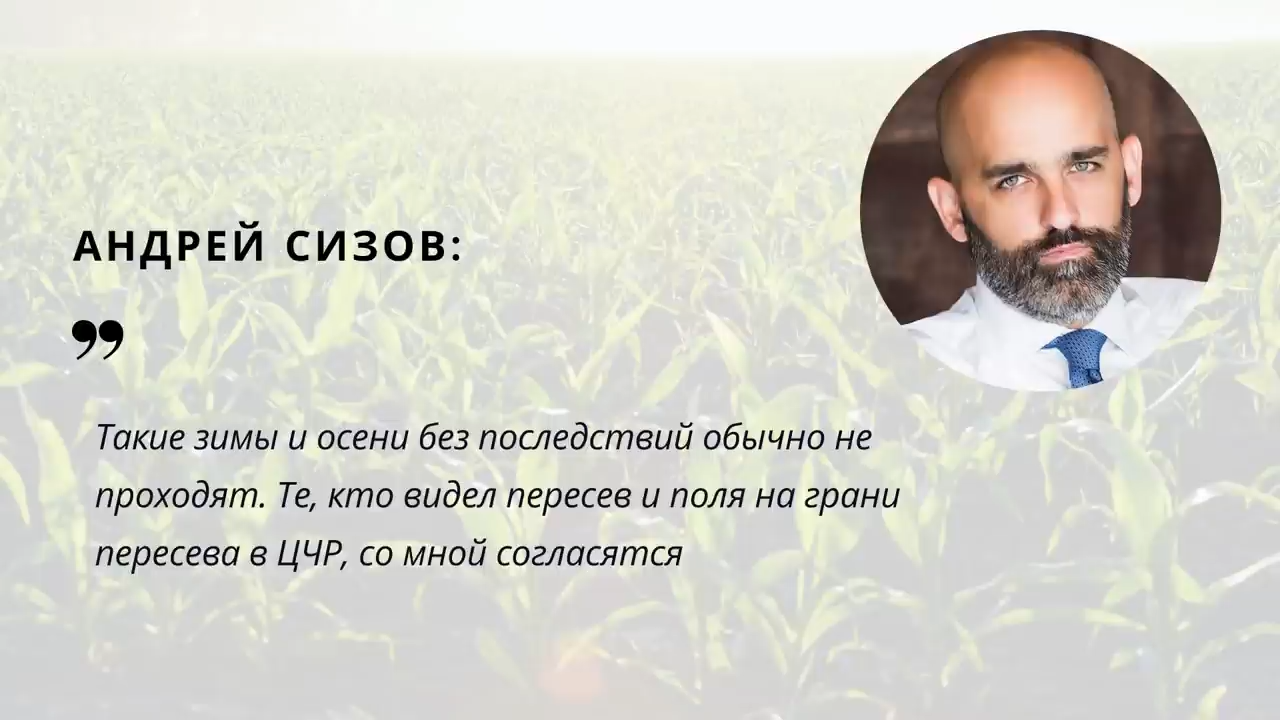 АНДРЕЙ СИЗОВ:
”
Такие зимы и осени без последствий обычно не
проходят. Те, кто видел пересев и поля на грани
пересева в ЦЧР, со мной согласятся